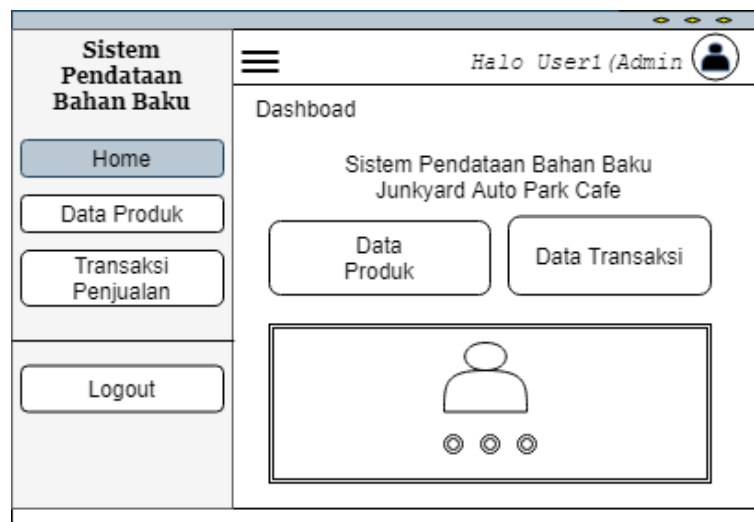 Sistem
Pendataan
Bahan Baku
Home
Data Produk
Transaksi
Penjualan
Logout
Halo User1(Admin
Dashboad
Sistem Pendataan Bahan Baku
Junkyard Auto Park Cafe
Data
Produk
Data Transaksi